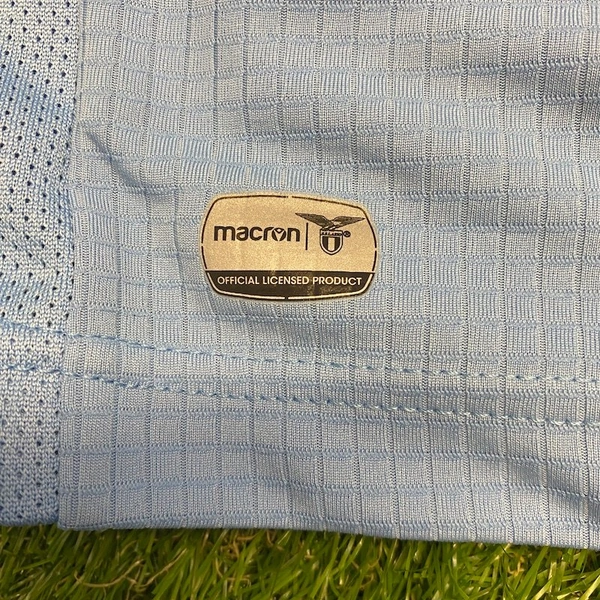 macron
OFFICIAL LICENSED PRODUCT